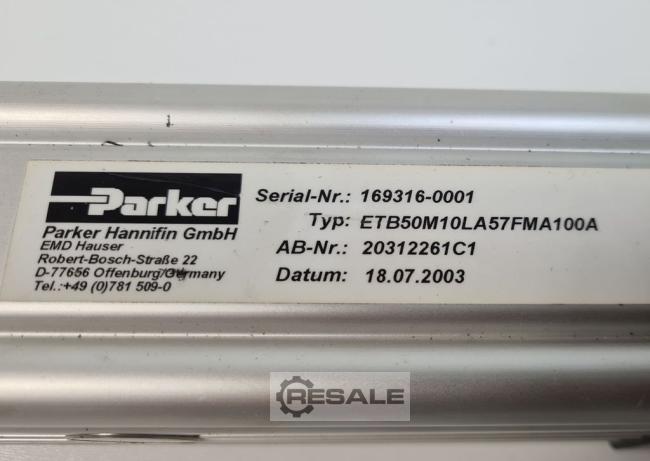 Parker
Parker Hannifin GmbH
EMD Hauser
Robert-Bosch-Straße 22
D-77656 Offenburg/Germany
Tel.:+49 (0)781 509-0
Serial-Nr.: 169316-0001
Typ: ETB50M10LA57FMA100A
AB-Nr.: 20312261C1
Datum: 18.07.2003
RESALE